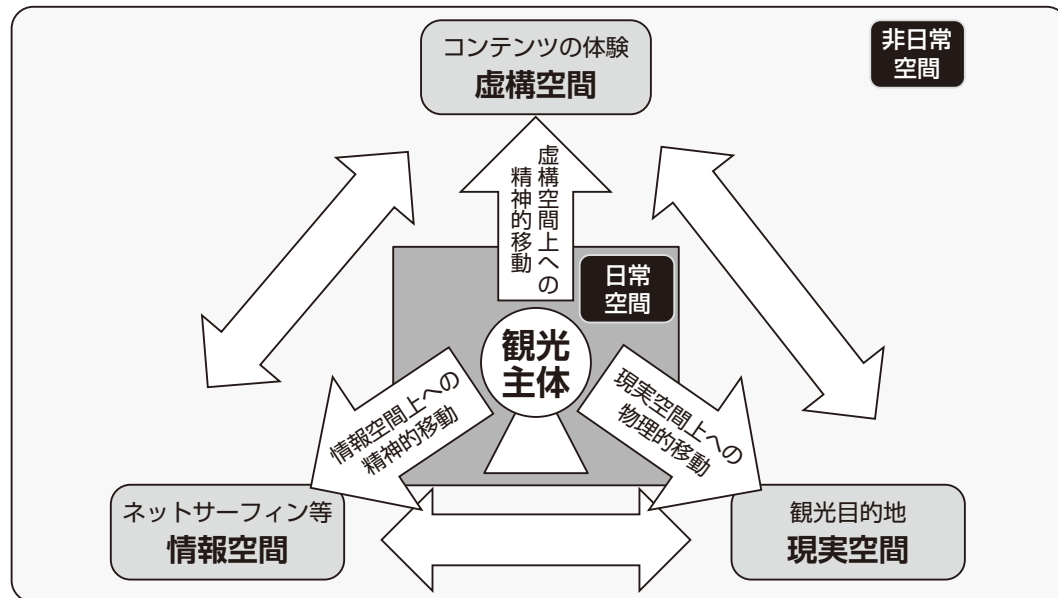 コンテンツの体験
虚構空間
非日常
空間
虚構空間上への
精神的移動
日常
空間
観光
主体
情報空間上への
精神的移動
現実空間上への
物理的移動
ネットサーフィン等
情報空間
観光目的地
現実空間